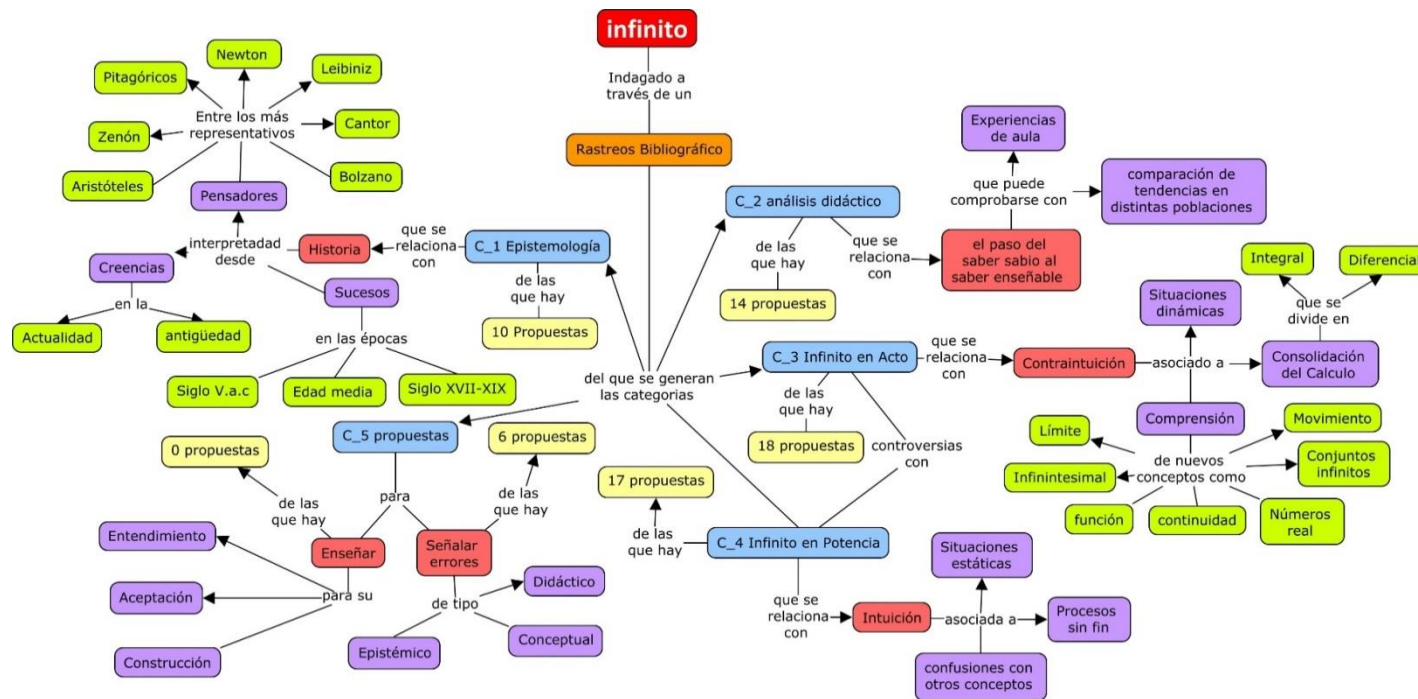 infinito
Indagado a
través de un
Rastreos Bibliográfico
del que se generan
las categorias
Newton
Pitagóricos
Leibiniz
Entre los más
representativos
Zenón
Cantor
Aristóteles
Bolzano
Pensadores
interpretadad
desde
Historia
que se
relaciona
con
C_1 Epistemología
de las
que hay
10 Propuestas
Creencias
en la
Actualidad
antigüedad
Sucesos
en las épocas
Siglo V.a.c
Edad media
Siglo XVII-XIX
C_2 análisis didáctico
de las
que hay
14 propuestas
que se
relaciona
con
el paso del
saber sabio al
saber enseñable
que puede
comprobarse con
Experiencias
de aula
comparación de
tendencias en
distintas poblaciones
C_3 Infinito en Acto
de las
que hay
18 propuestas
controversias
con
que se
relaciona
con
Contraintuición
asociado a
Situaciones
dinámicas
Consolidación
del Calculo
que se
divide en
Integral
Diferencial
Comprensión
de nuevos
conceptos como
Límite
Movimiento
Infinintesimal
Conjuntos
infinitos
función
continuidad
Números
real
C_4 Infinito en Potencia
de las
que hay
17 propuestas
que se
relaciona
con
Intuición
asociada a
Situaciones
estáticas
Procesos
sin fin
confusiones con
otros conceptos
C_5 propuestas
para
Enseñar
de las
que hay
0 propuestas
para su
Entendimiento
Aceptación
Construcción
Señalar
errores
de las
que hay
6 propuestas
de tipo
Didáctico
Conceptual
Epistémico